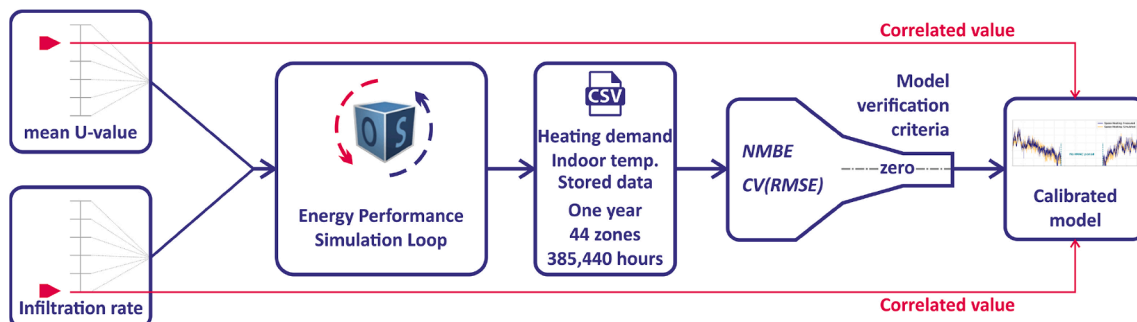 Correlated value
mean U-value
Infiltration rate
OS
Energy Performance
Simulation Loop
CSV
Heating demand
Indoor temp.
Stored data
One year
44 zones
385,440 hours
NMBE
CV(RMSE)
Model
verification
criteria
zero
Calibrated
model
Correlated value